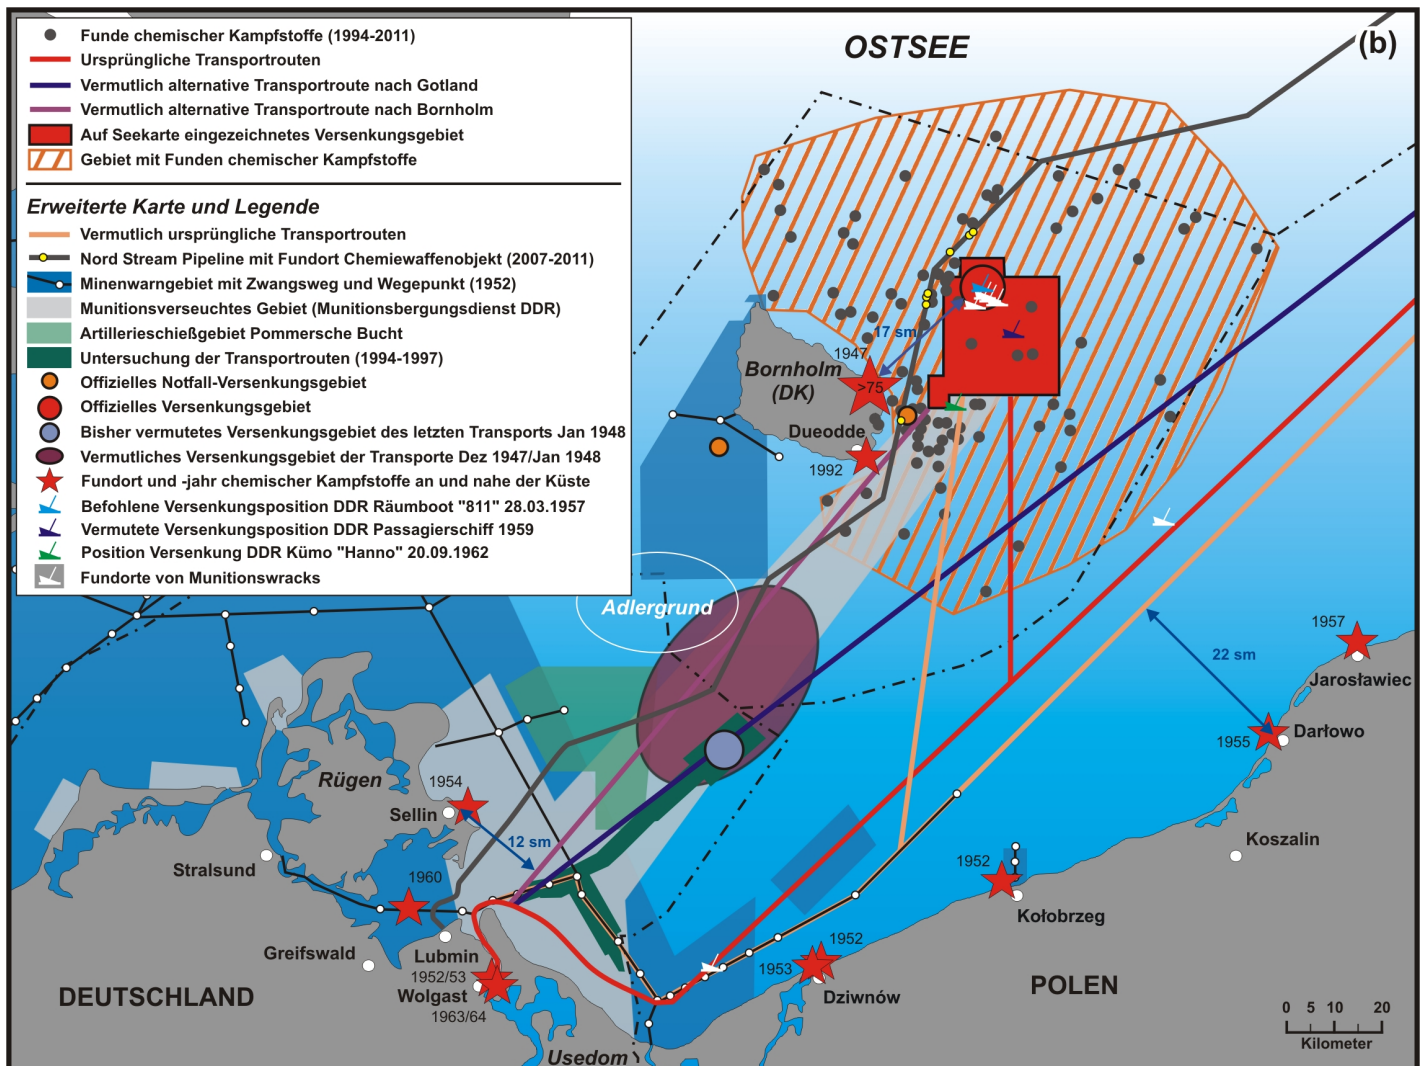 Funde chemischer Kampfstoffe (1994-2011)
Ursprüngliche Transportrouten
Vermutlich alternative Transportroute nach Gotland
Vermutlich alternative Transportroute nach Bornholm
Auf Seekarte eingezeichnetes Versenkungsgebiet
Gebiet mit Funden chemischer Kampfstoffe
Erweiterte Karte und Legende
Vermutlich ursprüngliche Transportrouten
Nord Stream Pipeline mit Fundort Chemiewaffenobjekt (2007-2011)
Minenwarngebiet mit Zwangsweg und Wegepunkt (1952)
Munitionsverseuchtes Gebiet (Munitionsbergungsdienst DDR)
Artillerieschießgebiet Pommersche Bucht
Untersuchung der Transportrouten (1994-1997)
Offizielles Notfall-Versenkungsgebiet
Offizielles Versenkungsgebiet
Bisher vermutetes Versenkungsgebiet des letzten Transports Jan 1948
Vermutliches Versenkungsgebiet der Transporte Dez 1947/Jan 1948
Fundort und -jahr chemischer Kampfstoffe an und nahe der Küste
Befohlene Versenkungsposition DDR Räumboot "811" 28.03.1957
Vermutete Versenkungsposition DDR Passagierschiff 1959
Position Versenkung DDR Kümo "Hanno" 20.09.1962
Fundorte von Munitionswracks
OSTSEE
(b)
17 sm
1947
Bornholm
(DK)
>75
Dueodde
1992
Adlergrund
1957
Jarosławiec
22 sm
Darłowo
1955
Rügen
1954
Sellin
12 sm
Koszalin
Stralsund
1960
1952
Kołobrzeg
Greifswald
Lubmin
1952/53
Wolgast
1963/64
1952
1953
Dziwnów
DEUTSCHLAND
POLEN
Usedom
0 5 10 20
Kilometer